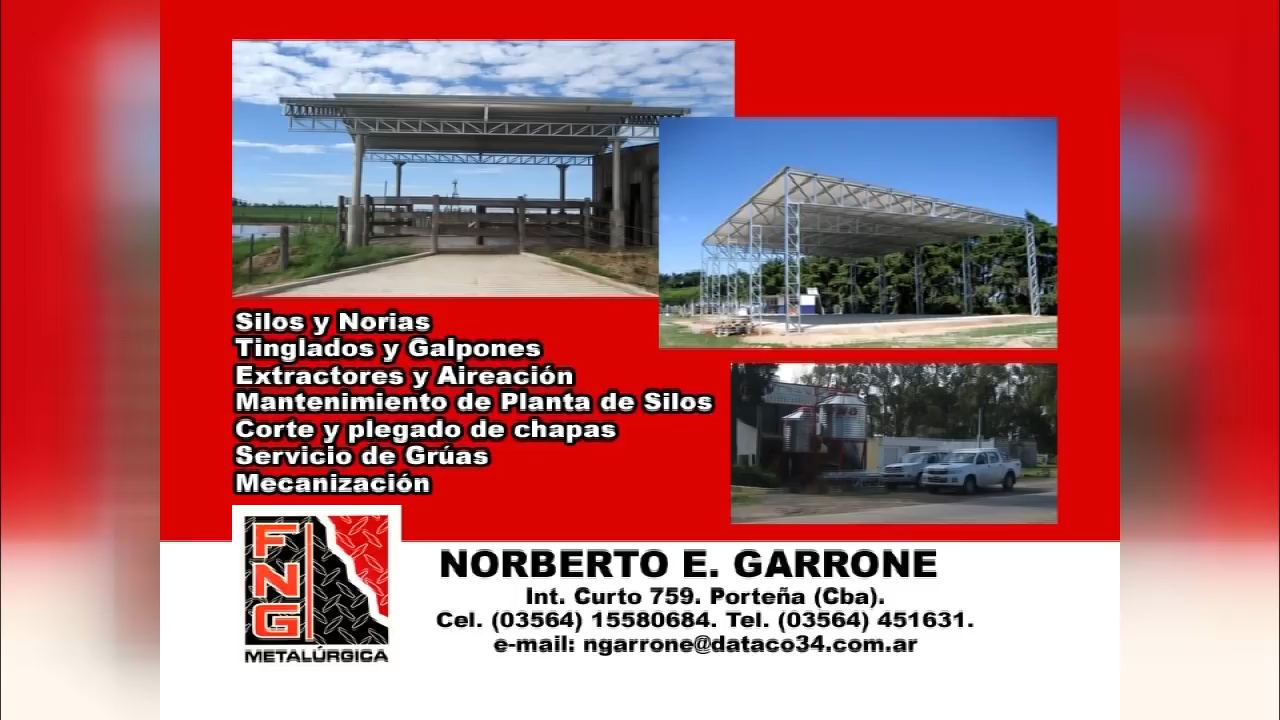 Silos y Norias
Tinglados y Galpones
Extractores y Aireación
Mantenimiento de Planta de Silos
Corte y plegado de chapas
Servicio de Grúas
Mecanización
FNG
METALÚRGICA
NORBERTO E. GARRONE
Int. Curto 759. Porteña (Cba).
Cel. (03564) 15580684. Tel. (03564) 451631.
e-mail: ngarrone@dataco34.com.ar